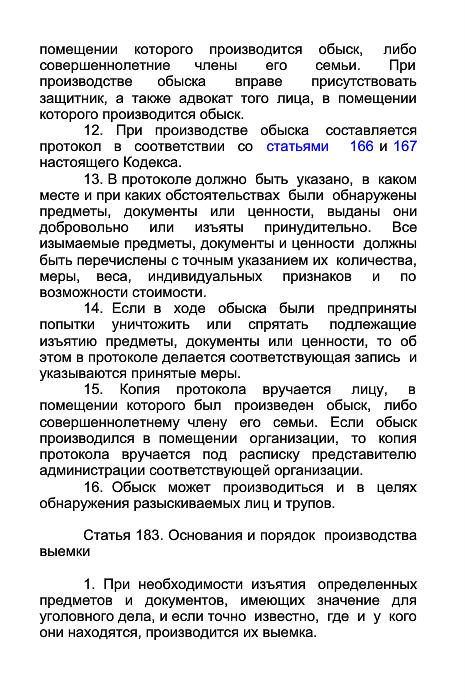 помещении которого производится обыск, либо
совершеннолетние члены его семьи. При
производстве обыска вправе присутствовать
защитник, а также адвокат того лица, в помещении
которого производится обыск.
12. При производстве обыска составляется
протокол в соответствии со статьями 166 и 167
настоящего Кодекса.
13. В протоколе должно быть указано, в каком
месте и при каких обстоятельствах были обнаружены
предметы, документы или ценности, выданы они
добровольно или изъяты принудительно. Все
изымаемые предметы, документы и ценности должны
быть перечислены с точным указанием их количества,
меры, веса, индивидуальных признаков и по
возможности стоимости.
14. Если в ходе обыска были предприняты
попытки уничтожить или спрятать подлежащие
изъятию предметы, документы или ценности, то об
этом в протоколе делается соответствующая запись и
указываются принятые меры.
15. Копия протокола вручается лицу, в
помещении которого был произведен обыск, либо
совершеннолетнему члену его семьи. Если обыск
производился в помещении организации, то копия
протокола вручается под расписку представителю
администрации соответствующей организации.
16. Обыск может производиться и в целях
обнаружения разыскиваемых лиц и трупов.
Статья 183. Основания и порядок производства
выемки
1. При необходимости изъятия определенных
предметов и документов, имеющих значение для
уголовного дела, и если точно известно, где и у кого
они находятся, производится их выемка.